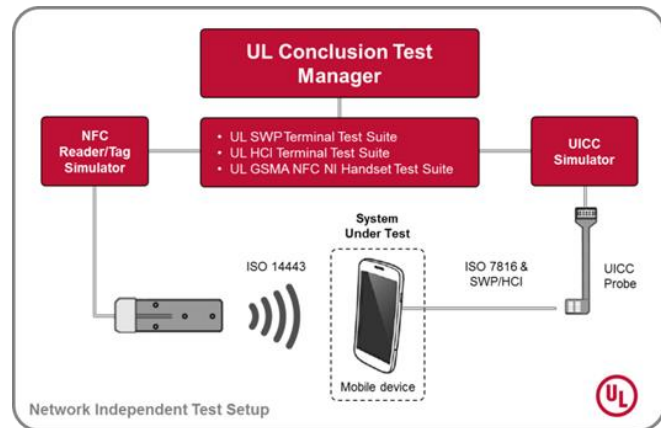 UL Conclusion Test
Manager
NFC
Reader/Tag
Simulator
• UL SWP Terminal Test Suite
• UL HCI Terminal Test Suite
• UL GSMA NFC NI Handset Test Suite
UICC
Simulator
System
Under Test
ISO 14443
ISO 7816 &
SWP/HCI
UICC
Probe
Mobile device
Network Independent Test Setup
UL